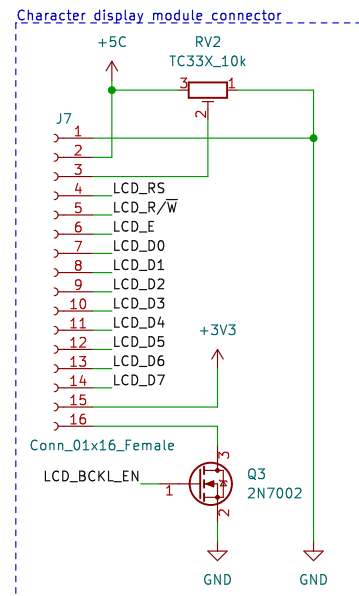 Character display module connector
+5C
RV2
TC33X_10k
3
1
2
J7
1
2
3
4 LCD_RS
5 LCD_R/W̅
6 LCD_E
7 LCD_D0
8 LCD_D1
9 LCD_D2
10 LCD_D3
11 LCD_D4
12 LCD_D5
13 LCD_D6
14 LCD_D7
+3V3
15
16
Conn_01x16_Female
3
LCD_BCKL_EN
1
Q3
2N7002
2
GND
GND